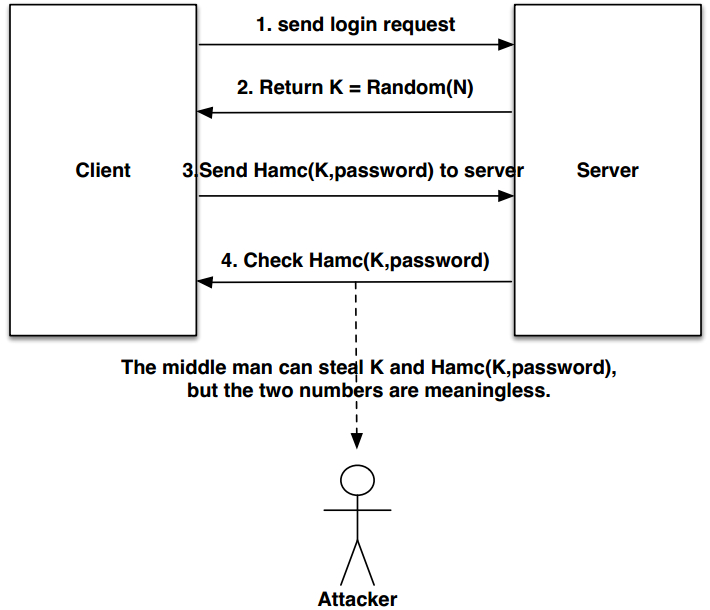 1. send login request
2. Return K = Random(N)
Client
3.Send Hamc(K,password) to server
Server
4. Check Hamc(K,password)
The middle man can steal K and Hamc(K,password),
but the two numbers are meaningless.
Attacker